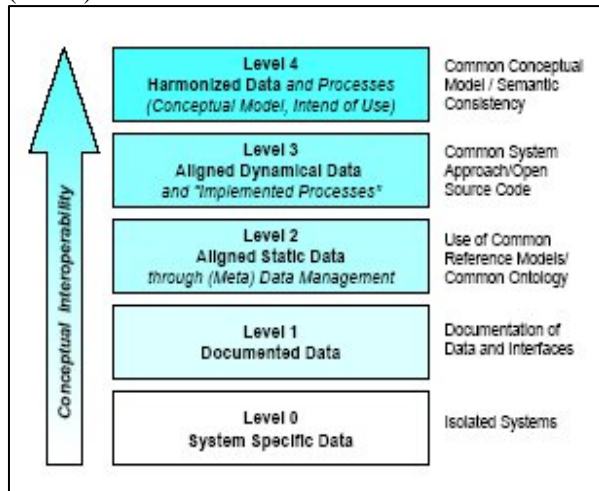 Level 4
Harmonized Data and Processes
(Conceptual Model, Intend of Use)
Common Conceptual
Model / Semantic
Consistency
Level 3
Aligned Dynamical Data
and "Implemented Processes"
Common System
Approach/Open
Source Code
Level 2
Aligned Static Data
through (Meta) Data Management
Use of Common
Reference Models/
Common Ontology
Level 1
Documented Data
Documentation of
Data and Interfaces
Level 0
System Specific Data
Isolated Systems
Conceptual Interoperability